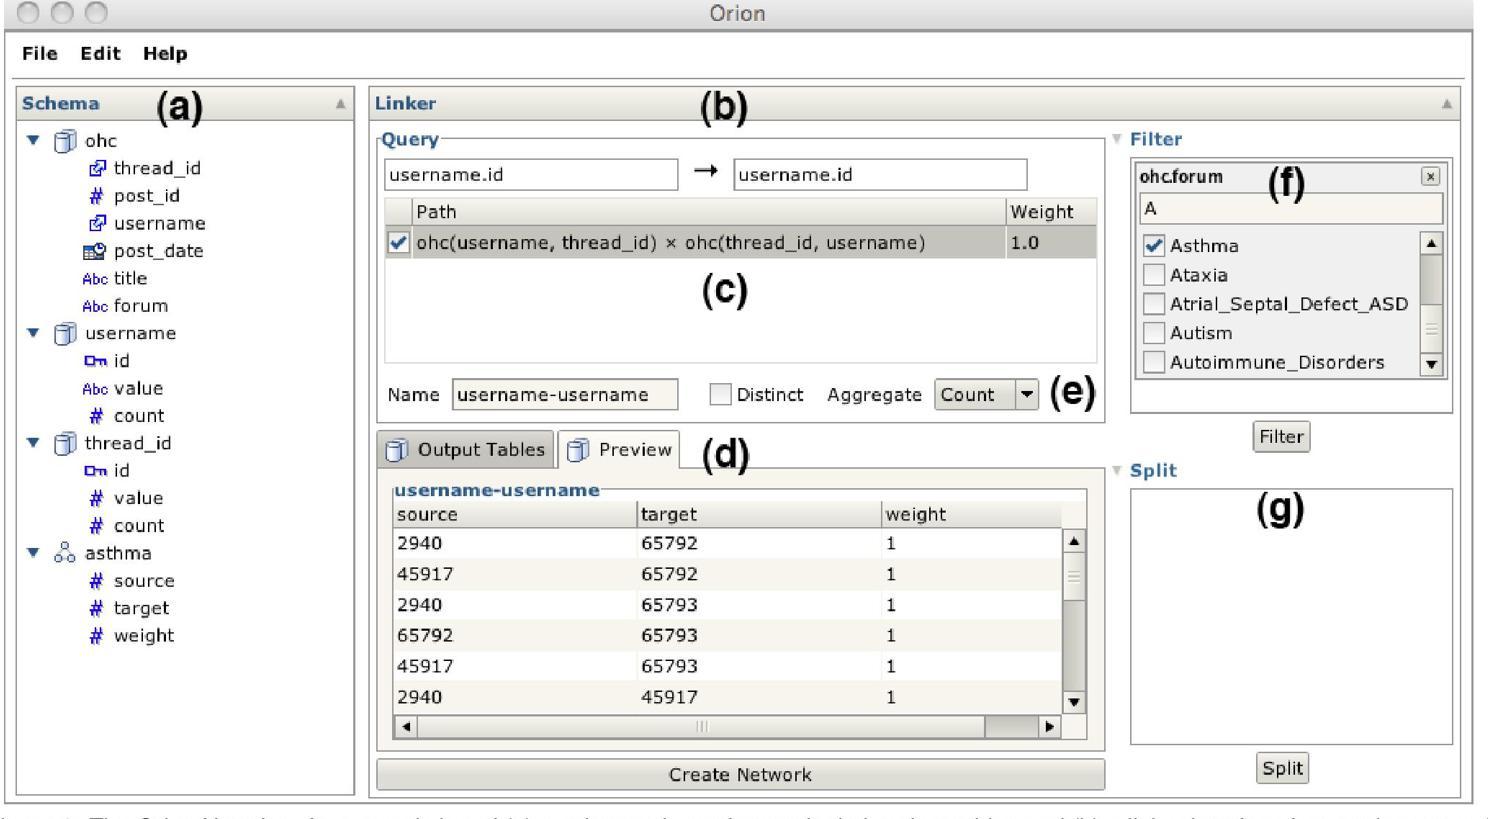 Orion
File Edit Help
Schema (a)
ohc
thread_id
# post_id
username
post_date
Abc title
Abc forum
username
id
Abc value
# count
thread_id
id
# value
# count
asthma
# source
# target
# weight
Linker (b)
Query
username.id → username.id
Path Weight
ohc(username, thread_id) × ohc(thread_id, username) 1.0
(c)
Name username-username Distinct Aggregate Count (e)
Output Tables Preview (d)
username-username
source target weight
2940 65792 1
45917 65792 1
2940 65793 1
65792 65793 1
45917 65793 1
2940 45917 1
Create Network
Filter
ohc.forum (f)
A
Asthma
Ataxia
Atrial_Septal_Defect_ASD
Autism
Autoimmune_Disorders
Filter
Split
(g)
Split